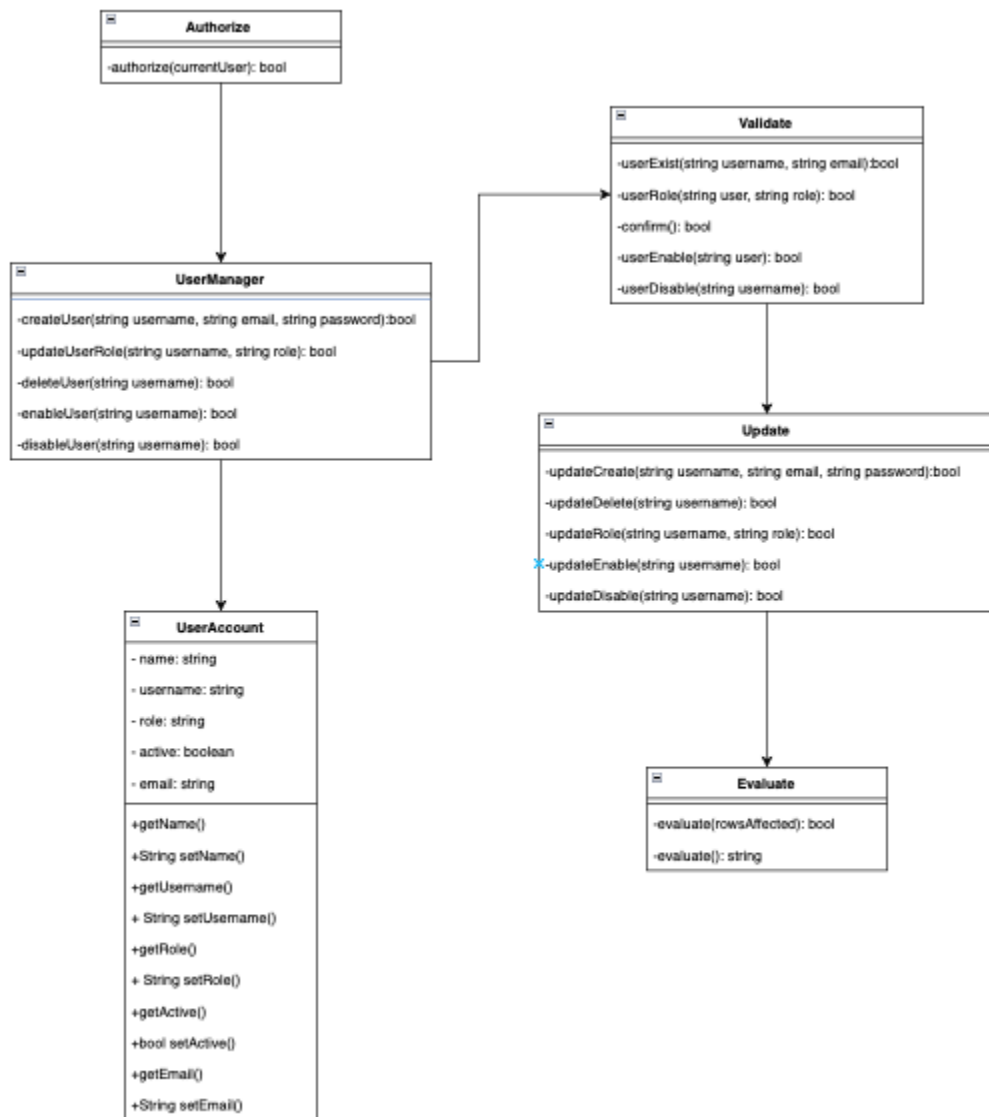 Authorize
-authorize(currentUser): bool
Validate
-userExist(string username, string email):bool
-userRole(string user, string role): bool
-confirm(): bool
-userEnable(string user): bool
-userDisable(string username): bool
UserManager
-createUser(string username, string email, string password):bool
-updateUserRole(string username, string role): bool
-deleteUser(string username): bool
-enableUser(string username): bool
-disableUser(string username): bool
Update
-updateCreate(string username, string email, string password):bool
-updateDelete(string username): bool
-updateRole(string username, string role): bool
-updateEnable(string username): bool
-updateDisable(string username): bool
UserAccount
- name: string
- username: string
- role: string
- active: boolean
- email: string
+getName()
+String setName()
+getUsername()
+ String setUsername()
+getRole()
+ String setRole()
+getActive()
+bool setActive()
+getEmail()
+String setEmail()
Evaluate
-evaluate(rowsAffected): bool
-evaluate(): string